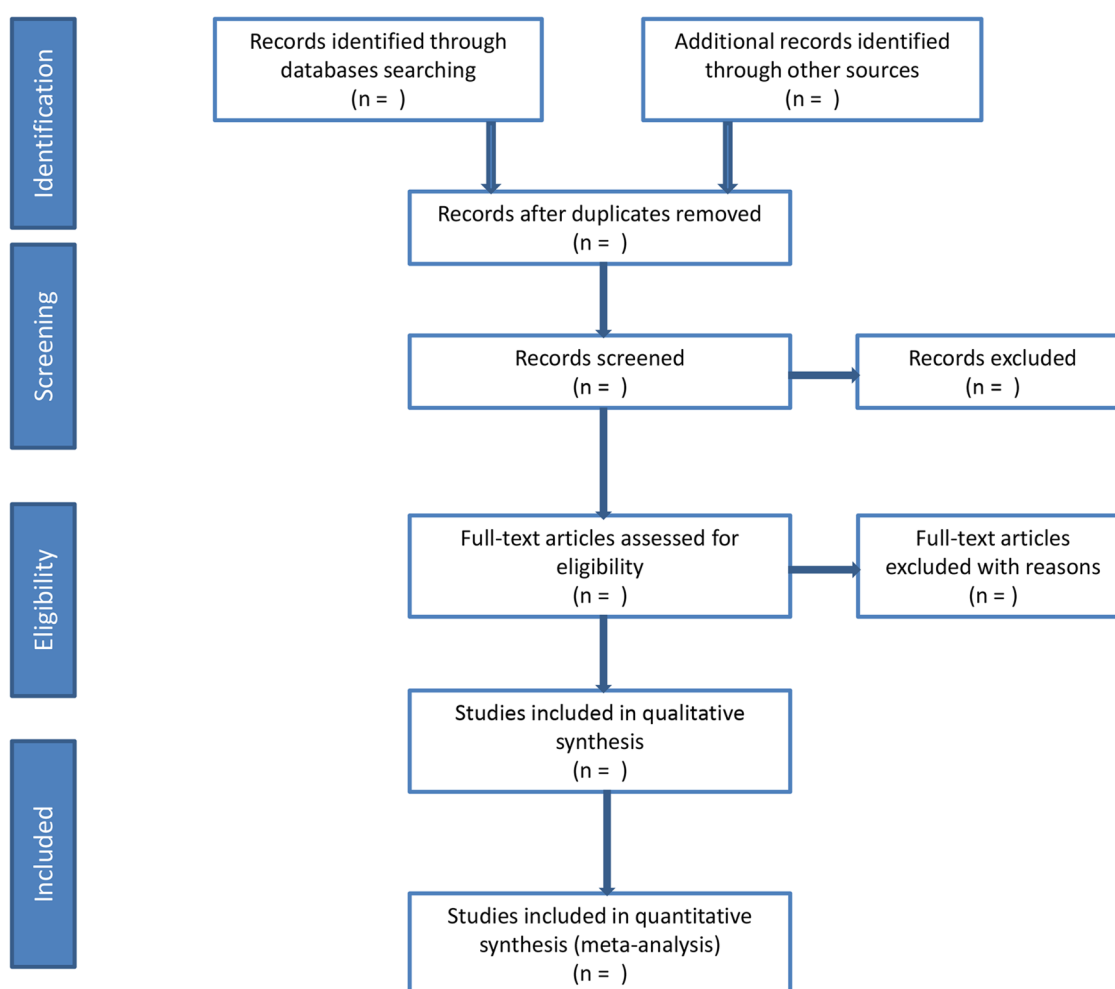 Identification
Records identified through
databases searching
(n =  )
Additional records identified
through other sources
(n =  )
Records after duplicates removed
(n =  )
Screening
Records screened
(n =  )
Records excluded
(n =  )
Eligibility
Full-text articles assessed for
eligibility
(n =  )
Full-text articles
excluded with reasons
(n = )
Included
Studies included in qualitative
synthesis
(n =  )
Studies included in quantitative
synthesis (meta-analysis)
(n =  )